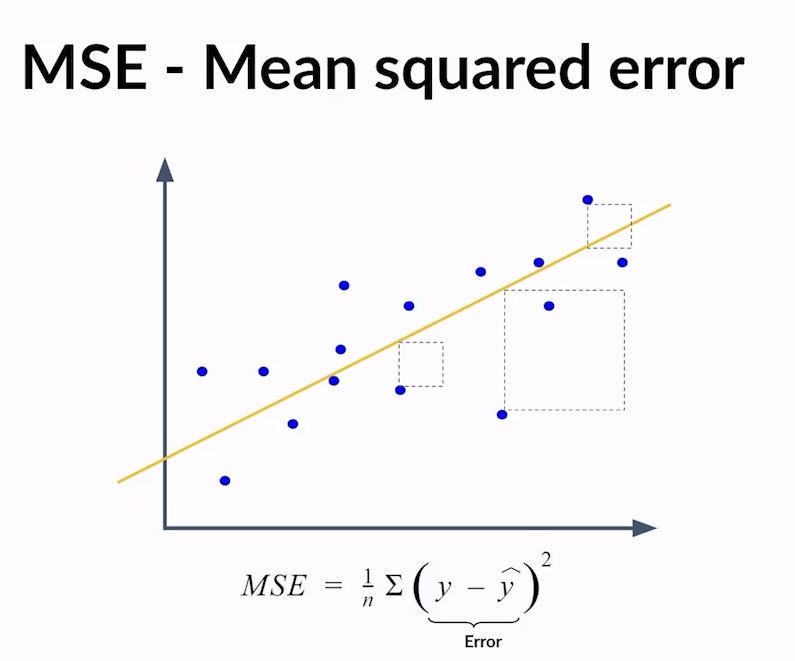 MSE - Mean squared error
MSE = 1/n Σ (y − ŷ)²
Error